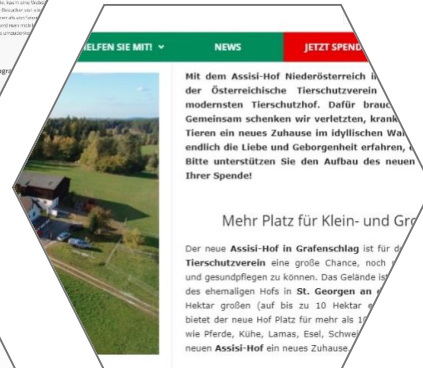 HELFEN SIE MIT!
NEWS
JETZT SPEND
Mit dem Assisi-Hof Niederösterreich
der Österreichische Tierschutzverein
modernsten Tierschutzhof. Dafür brauc
Gemeinsam schenken wir verletzten, krank
Tieren ein neues Zuhause im idyllischen Wa
endlich die Liebe und Geborgenheit erfahren,
Bitte unterstützen Sie den Aufbau des neuen
Ihrer Spende!
Mehr Platz für Klein- und Gro
Der neue Assisi-Hof in Grafenschlag ist für d
Tierschutzverein eine große Chance, noch
und gesundpflegen zu können. Das Gelände ist
des ehemaligen Hofs in St. Georgen an
Hektar großen (auf bis zu 10 Hektar e
bietet der neue Hof Platz für mehr als 10
wie Pferde, Kühe, Lamas, Esel, Schwei
neuen Assisi-Hof ein neues Zuhause.